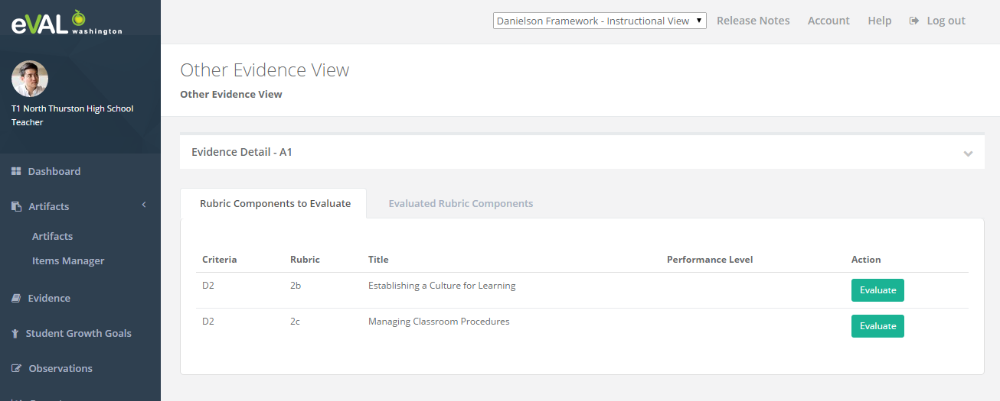 eVAL washington
Danielson Framework - Instructional View
Release Notes
Account
Help
Log out
T1 North Thurston High School
Teacher
Dashboard
Artifacts
Artifacts
Items Manager
Evidence
Student Growth Goals
Observations
Other Evidence View
Other Evidence View
Evidence Detail - A1
Rubric Components to Evaluate
Evaluated Rubric Components
Criteria Rubric Title Performance Level Action
D2 2b Establishing a Culture for Learning Evaluate
D2 2c Managing Classroom Procedures Evaluate